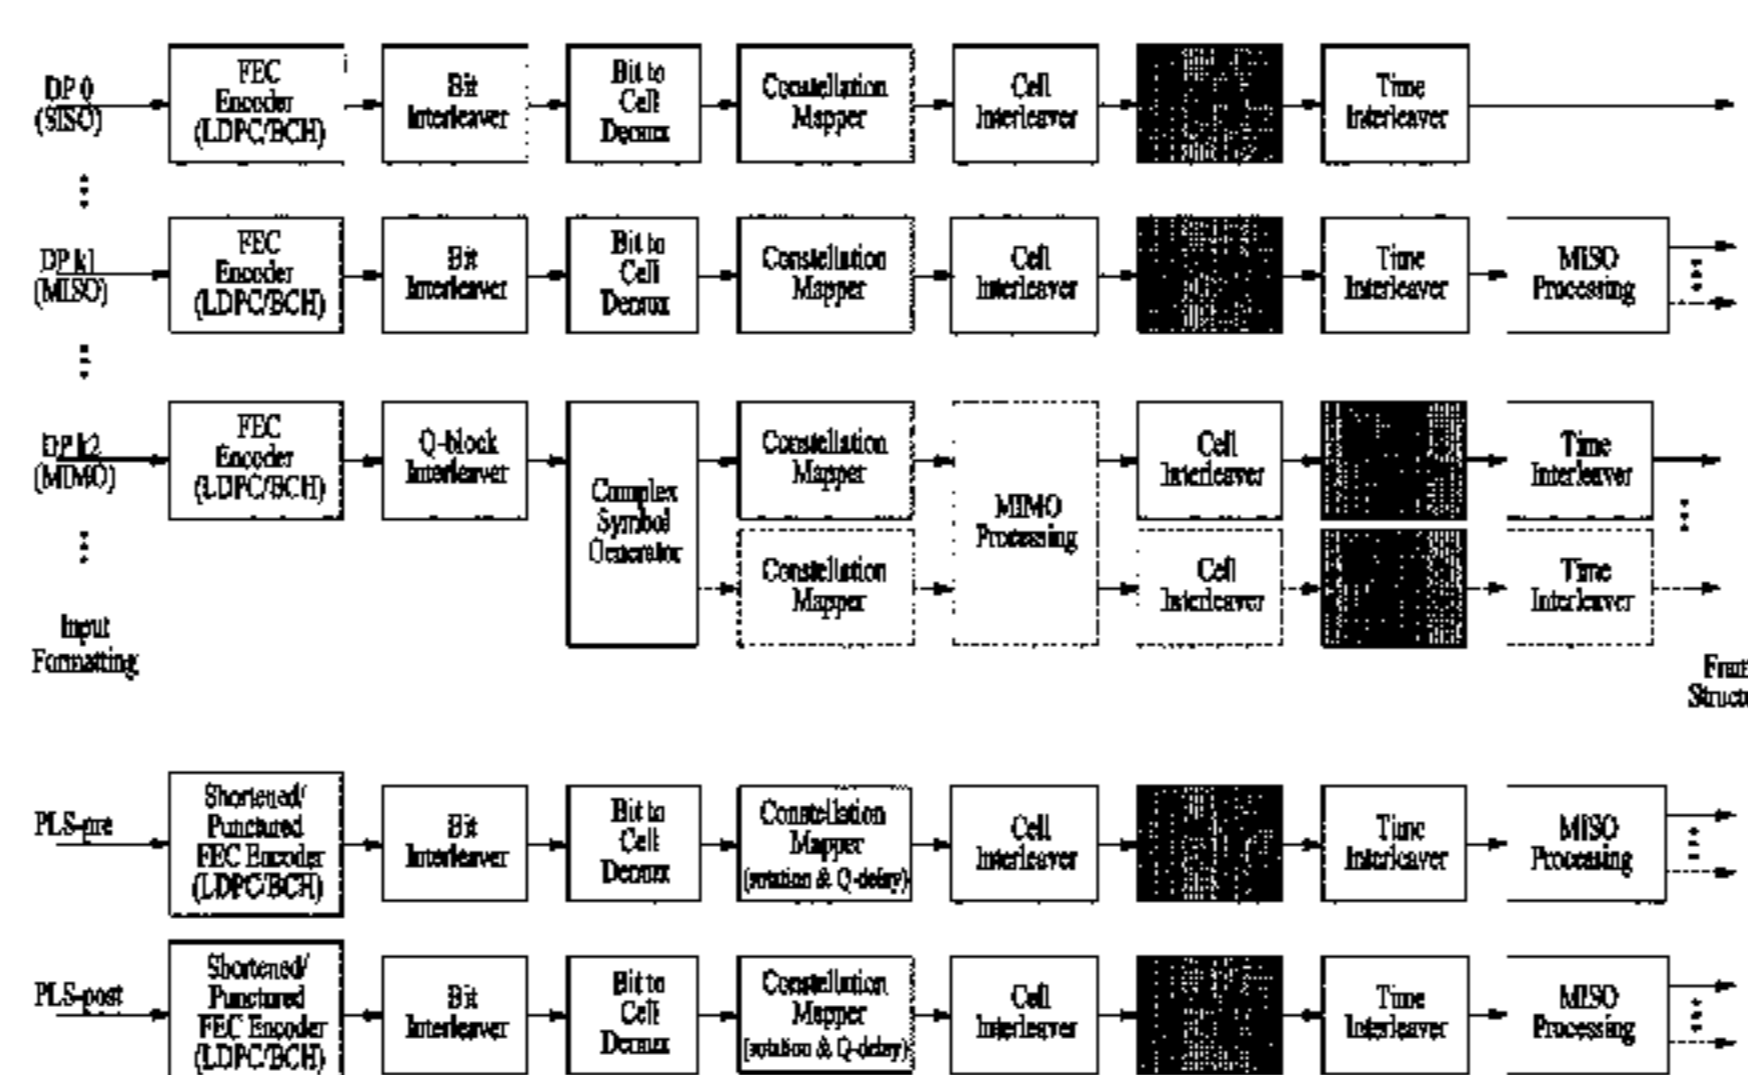 DP 0
(SISO)
FEC
Encoder
(LDPC/BCH)
Bit
Interleaver
Bit to
Cell
Demux
Constellation
Mapper
Cell
Interleaver
Time
Interleaver
DP k1
(MISO)
FEC
Encoder
(LDPC/BCH)
Bit
Interleaver
Bit to
Cell
Demux
Constellation
Mapper
Cell
Interleaver
Time
Interleaver
MISO
Processing
DP k2
(MIMO)
FEC
Encoder
(LDPC/BCH)
Q-block
Interleaver
Complex
Symbol
Generator
Constellation
Mapper
Constellation
Mapper
MIMO
Processing
Cell
Interleaver
Cell
Interleaver
Time
Interleaver
Time
Interleaver
Input
Formatting
Fram
Structu
PLS-pre
Shortened/
Punctured
FEC Encoder
(LDPC/BCH)
Bit
Interleaver
Bit to
Cell
Demux
Constellation
Mapper
(rotation & Q-delay)
Cell
Interleaver
Time
Interleaver
MISO
Processing
PLS-post
Shortened/
Punctured
FEC Encoder
(LDPC/BCH)
Bit
Interleaver
Bit to
Cell
Demux
Constellation
Mapper
(rotation & Q-delay)
Cell
Interleaver
Time
Interleaver
MISO
Processing